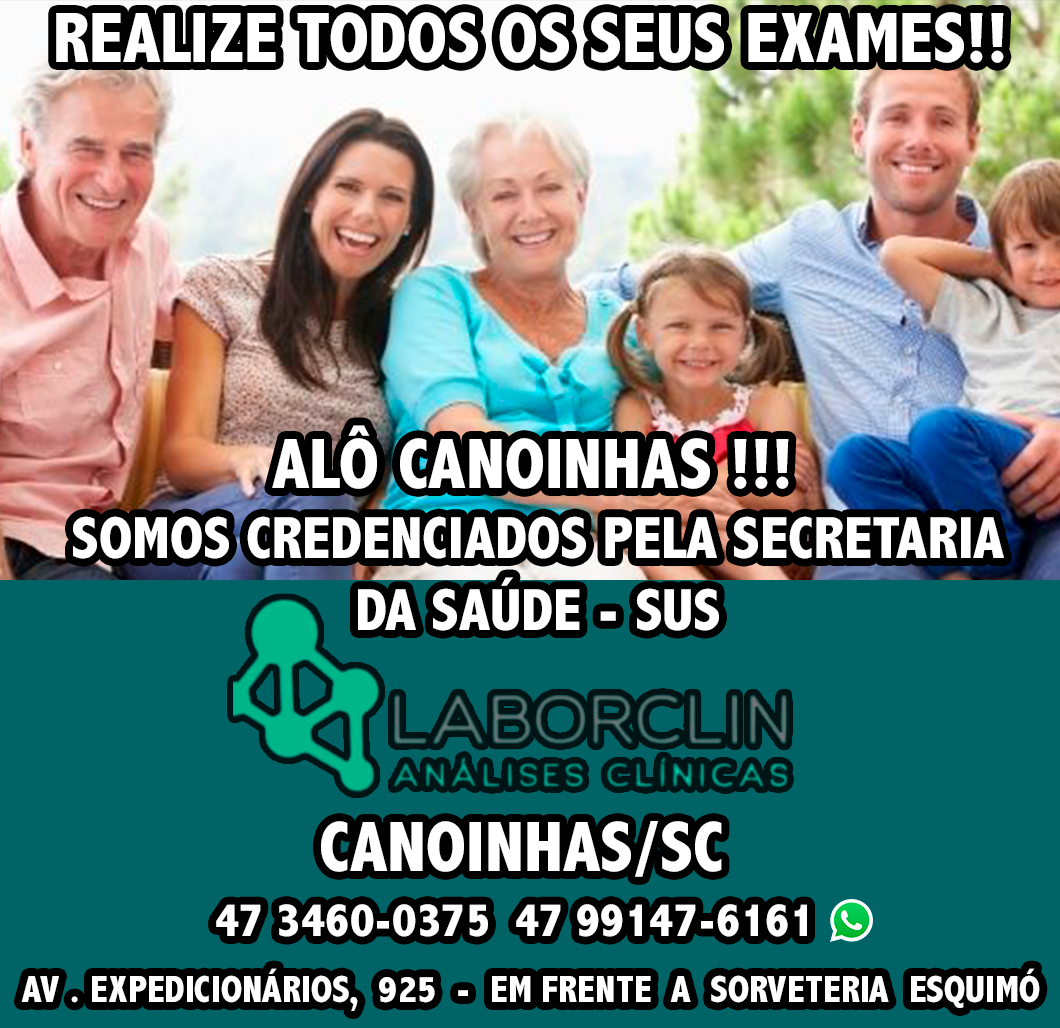 REALIZE TODOS OS SEUS EXAMES!!
ALÔ CANOINHAS !!!
SOMOS CREDENCIADOS PELA SECRETARIA
DA SAÚDE - SUS
LABORCLIN
ANÁLISES CLÍNICAS
CANOINHAS/SC
47 3460-0375 47 99147-6161
AV . EXPEDICIONÁRIOS, 925 - EM FRENTE A SORVETERIA ESQUIMÓ